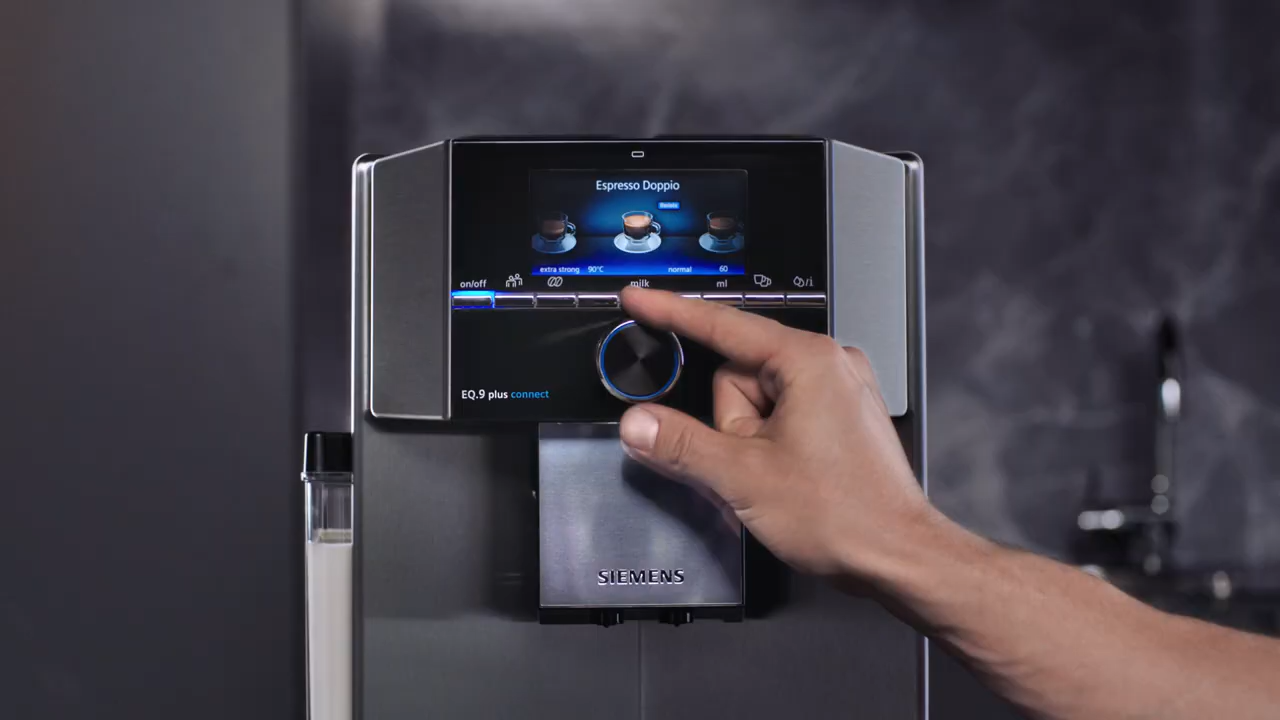 Espresso Doppio
extra strong 90°C normal 60
on/off milk ml
EQ.9 plus connect
SIEMENS